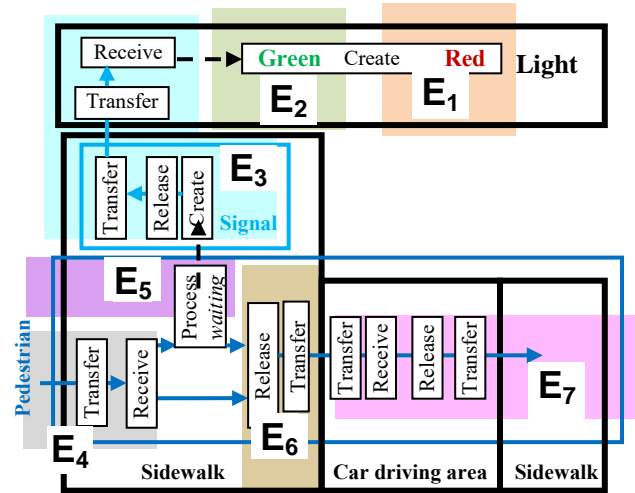 Receive
Green Create Red
Light
E2
E1
Transfer
Transfer
Release
Create
E3
Signal
E5
Process
waiting
Pedestrian
Transfer
Receive
Release
Transfer
Transfer
Receive
Release
Transfer
E7
E4
E6
Sidewalk
Car driving area
Sidewalk